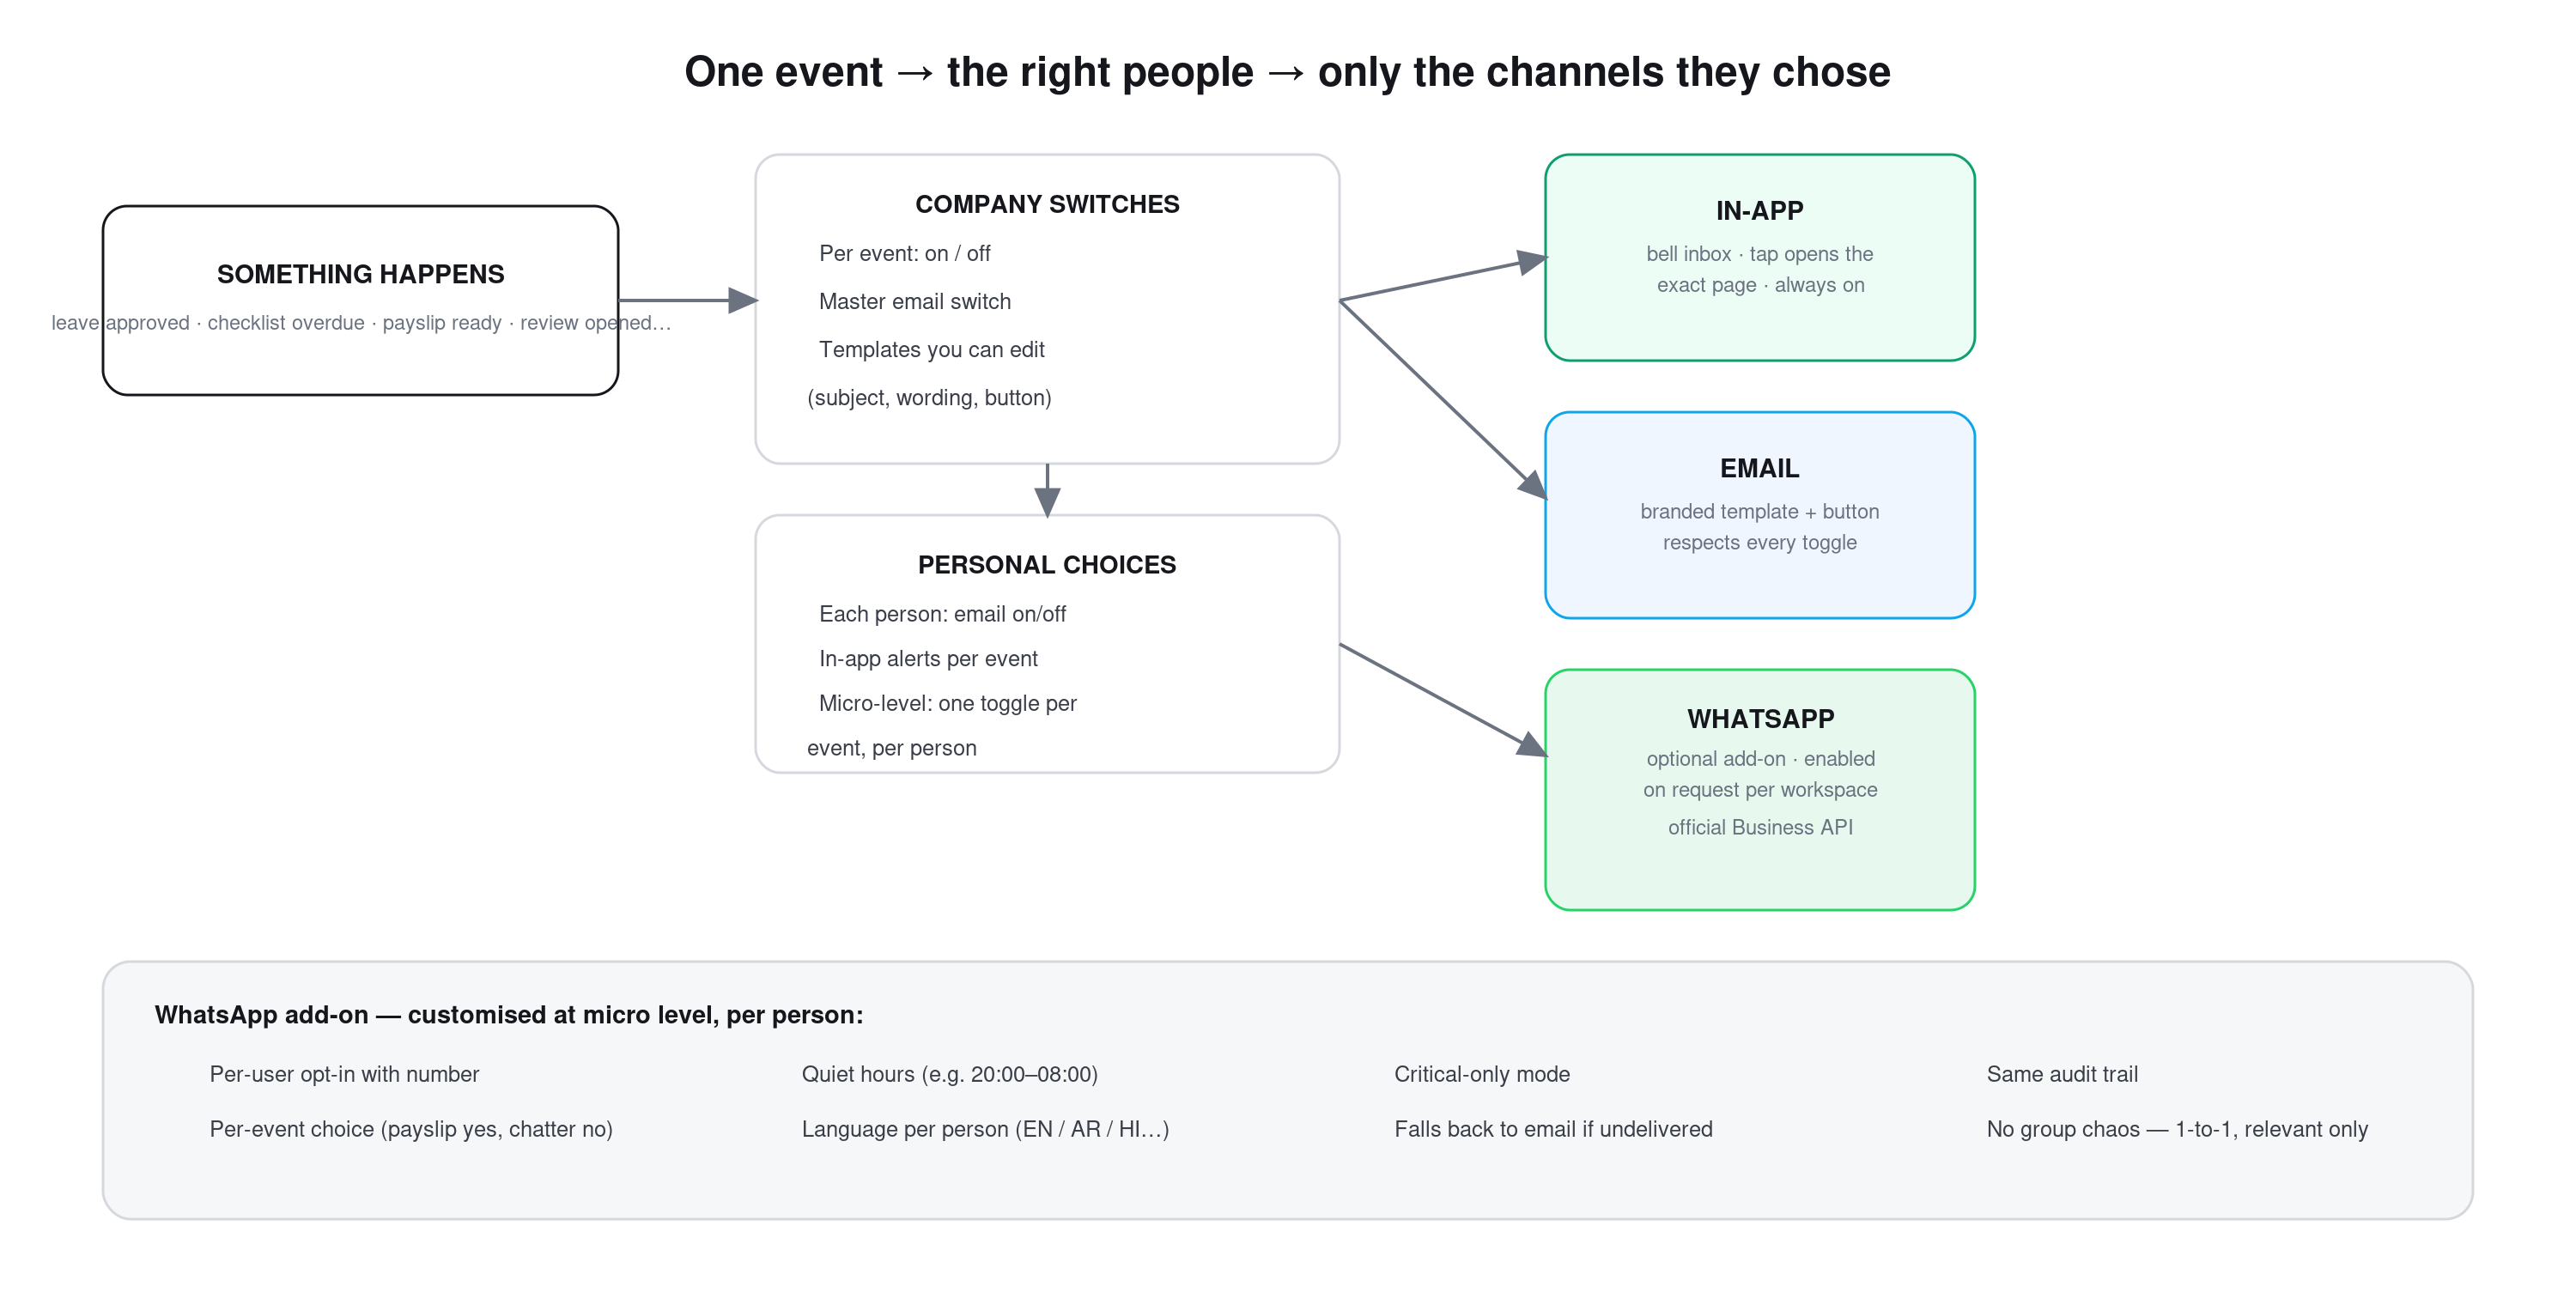 One event → the right people → only the channels they chose
SOMETHING HAPPENS
leave approved · checklist overdue · payslip ready · review opened…
COMPANY SWITCHES
Per event: on / off
Master email switch
Templates you can edit
(subject, wording, button)
PERSONAL CHOICES
Each person: email on/off
In-app alerts per event
Micro-level: one toggle per
event, per person
IN-APP
bell inbox · tap opens the
exact page · always on
EMAIL
branded template + button
respects every toggle
WHATSAPP
optional add-on · enabled
on request per workspace
official Business API
WhatsApp add-on — customised at micro level, per person:
Per-user opt-in with number
Per-event choice (payslip yes, chatter no)
Quiet hours (e.g. 20:00–08:00)
Language per person (EN / AR / HI…)
Critical-only mode
Falls back to email if undelivered
Same audit trail
No group chaos — 1-to-1, relevant only